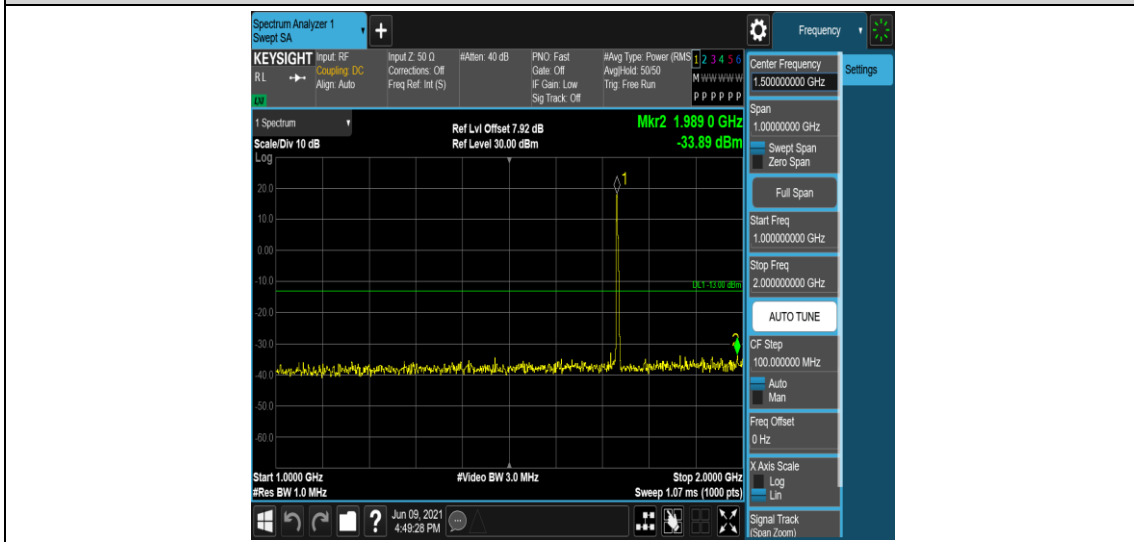 Spectrum Analyzer 1
Swept SA
+
Frequency
KEYSIGHT
RL
Input: RF
Coupling: DC
Align: Auto
Input Z: 50 Ω
Corrections: Off
Freq Ref: Int (S)
#Atten: 40 dB
PNO: Fast
Gate: Off
IF Gain: Low
Sig Track: Off
#Avg Type: Power (RMS
Avg|Hold: 50/50
Trig: Free Run
1 2 3 4 5 6
M W W W W W
P P P P P P
Center Frequency
1.50000000 GHz
Settings
1 Spectrum
Scale/Div 10 dB
Log
Ref Lvl Offset 7.92 dB
Ref Level 30.00 dBm
Mkr2 1.989 0 GHz
-33.89 dBm
Span
1.00000000 GHz
Swept Span
Zero Span
Full Span
Start Freq
1.000000000 GHz
Stop Freq
2.000000000 GHz
AUTO TUNE
CF Step
100.000000 MHz
Auto
Man
Freq Offset
0 Hz
X Axis Scale
Log
Lin
Signal Track
(Span Zoom)
1
20.0
10.0
0.00
-10.0
DL1 -13.00 dBm
-20.0
-30.0
2
-40.0
-50.0
-60.0
Start 1.0000 GHz
#Res BW 1.0 MHz
#Video BW 3.0 MHz
Stop 2.0000 GHz
Sweep 1.07 ms (1000 pts)
?
Jun 09, 2021
4:49:28 PM